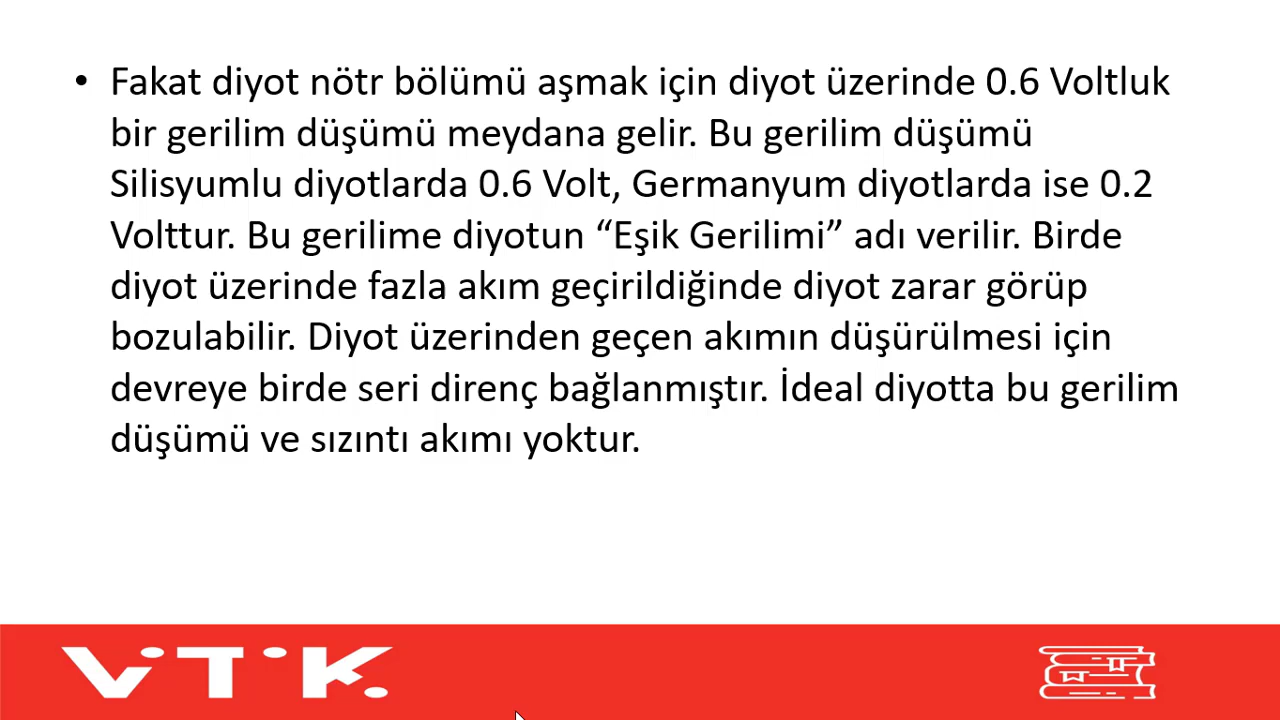 • Fakat diyot nötr bölümü aşmak için diyot üzerinde 0.6 Voltluk
bir gerilim düşümü meydana gelir. Bu gerilim düşümü
Silisyumlu diyotlarda 0.6 Volt, Germanyum diyotlarda ise 0.2
Volttur. Bu gerilime diyotun “Eşik Gerilimi” adı verilir. Birde
diyot üzerinde fazla akım geçirildiğinde diyot zarar görüp
bozulabilir. Diyot üzerinden geçen akımın düşürülmesi için
devreye birde seri direnç bağlanmıştır. İdeal diyotta bu gerilim
düşümü ve sızıntı akımı yoktur.
VTK